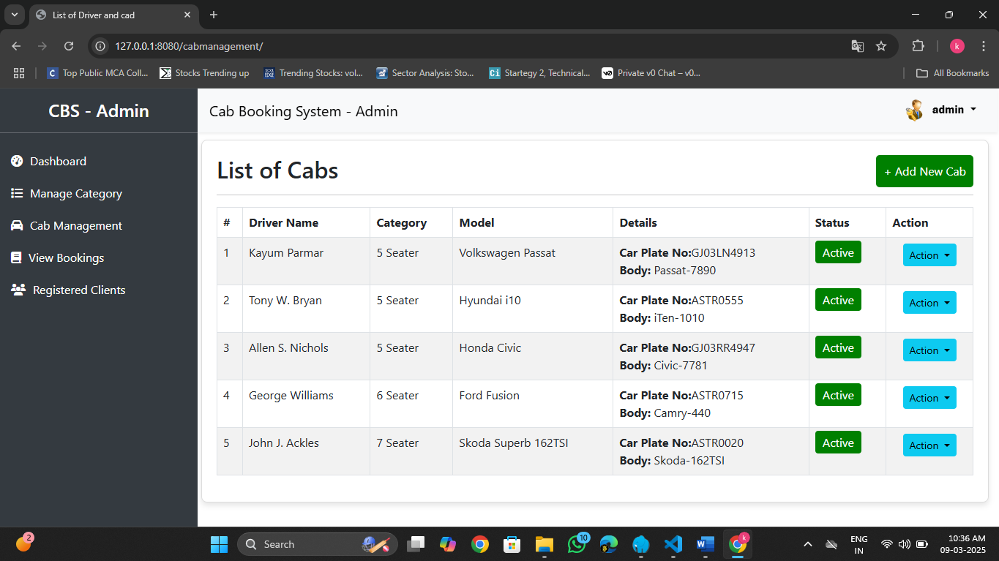 List of Driver and cad
127.0.0.1:8080/cabmanagement/
k
Top Public MCA Coll...
Stocks Trending up
Trending Stocks: vol...
Sector Analysis: Sto...
Startegy 2, Technical...
Private v0 Chat – v0...
All Bookmarks
CBS - Admin
Cab Booking System - Admin
admin
Dashboard
Manage Category
Cab Management
View Bookings
Registered Clients
List of Cabs
+ Add New Cab
# Driver Name Category Model Details Status Action
1 Kayum Parmar 5 Seater Volkswagen Passat Car Plate No:GJ03LN4913 Active Action
Body: Passat-7890
2 Tony W. Bryan 5 Seater Hyundai i10 Car Plate No:ASTR0555 Active Action
Body: iTen-1010
3 Allen S. Nichols 5 Seater Honda Civic Car Plate No:GJ03RR4947 Active Action
Body: Civic-7781
4 George Williams 6 Seater Ford Fusion Car Plate No:ASTR0715 Active Action
Body: Camry-440
5 John J. Ackles 7 Seater Skoda Superb 162TSI Car Plate No:ASTR0020 Active Action
Body: Skoda-162TSI
2
Search
10
k
ENG
IN
10:36 AM
09-03-2025